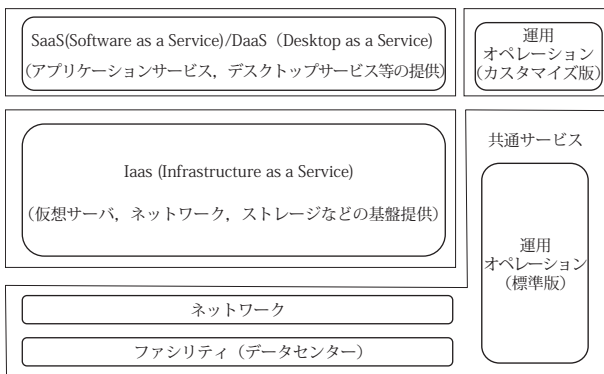 SaaS(Software as a Service)/DaaS（Desktop as a Service)
（アプリケーションサービス，デスクトップサービス等の提供）
運用
オペレーション
（カスタマイズ版）
Iaas (Infrastructure as a Service)
（仮想サーバ，ネットワーク，ストレージなどの基盤提供）
共通サービス
運用
オペレーション
（標準版）
ネットワーク
ファシリティ（データセンター）